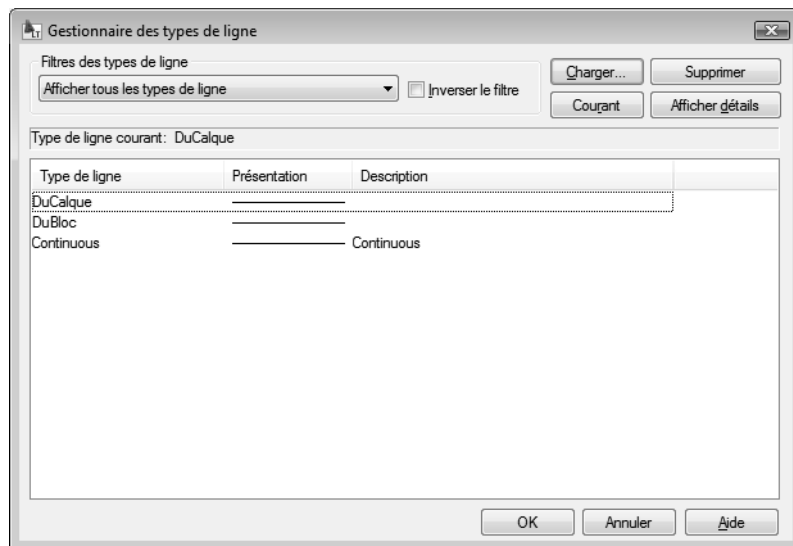 Gestionnaire des types de ligne
Filtres des types de ligne
Afficher tous les types de ligne
Inverser le filtre
Charger...
Supprimer
Courant
Afficher détails
Type de ligne courant: DuCalque
Type de ligne Présentation Description
DuCalque
DuBloc
Continuous Continuous
OK Annuler Aide